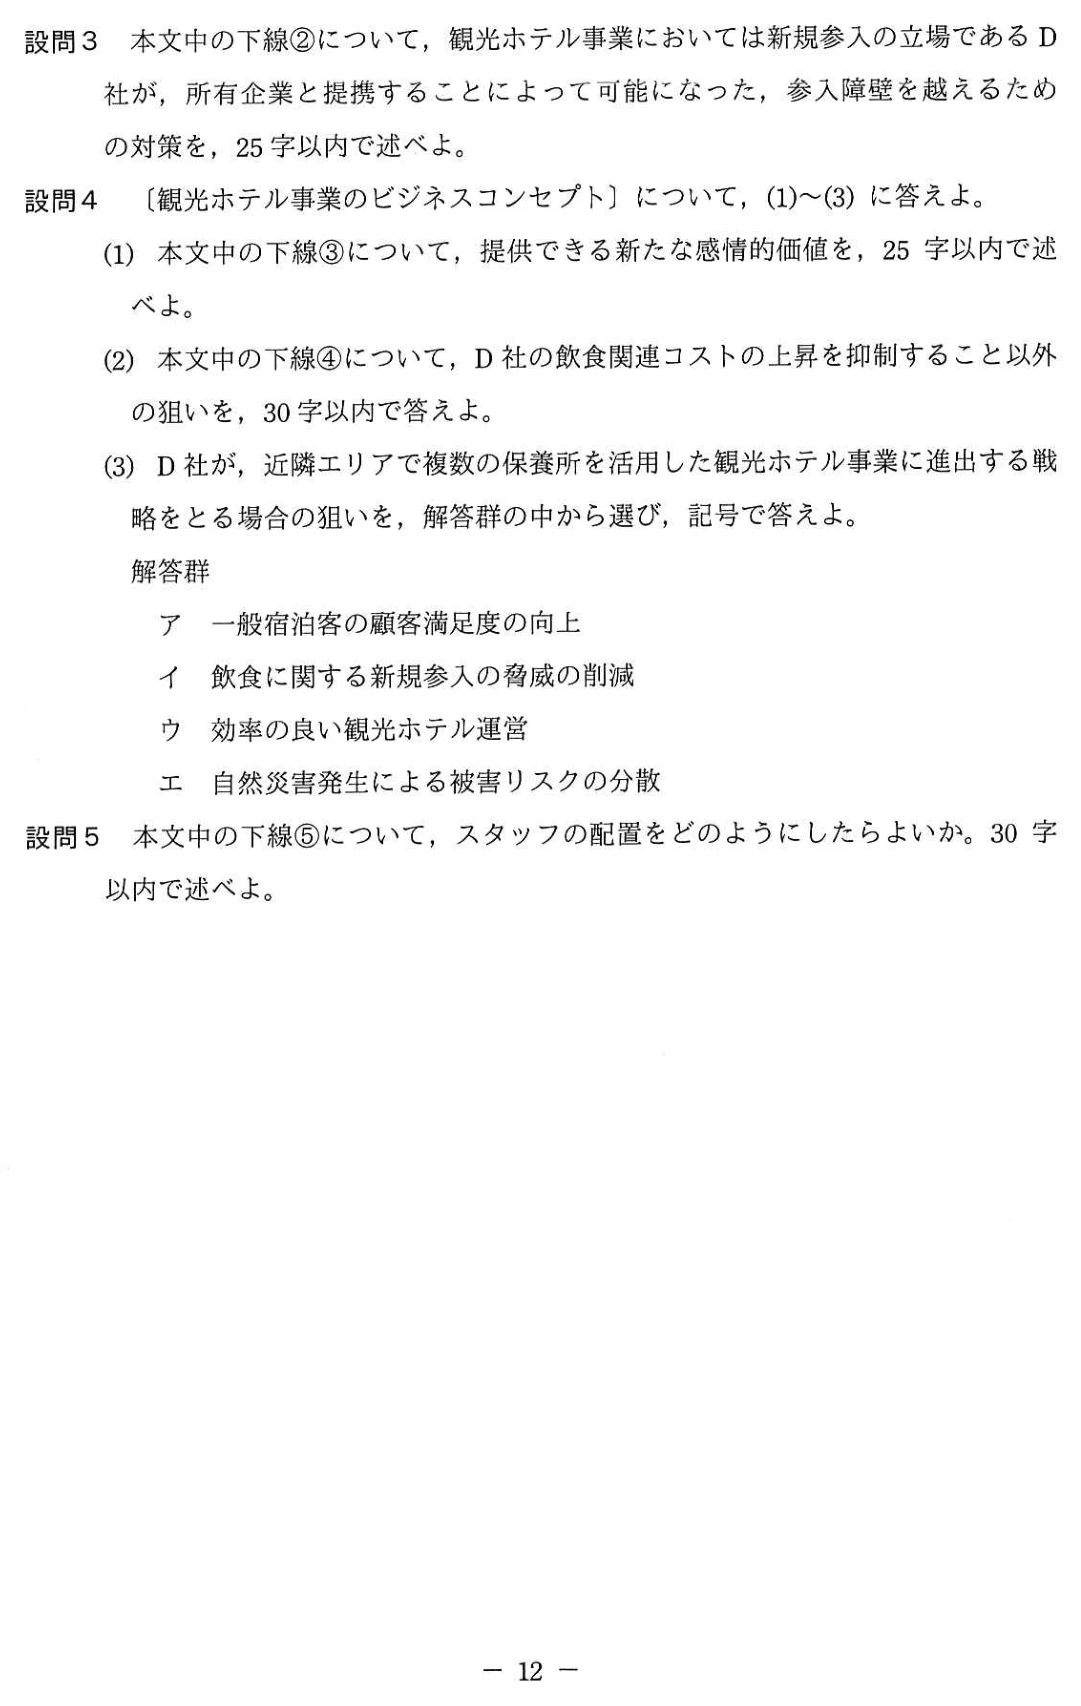 設問3 本文中の下線②について，観光ホテル事業においては新規参入の立場であるD
社が，所有企業と提携することによって可能になった，参入障壁を越えるため
の対策を，25字以内で述べよ。
設問4 〔観光ホテル事業のビジネスコンセプト〕について，(1)～(3) に答えよ。
(1) 本文中の下線③について，提供できる新たな感情的価値を，25 字以内で述
べよ。
(2) 本文中の下線④について，D 社の飲食関連コストの上昇を抑制すること以外
の狙いを，30字以内で答えよ。
(3) D 社が，近隣エリアで複数の保養所を活用した観光ホテル事業に進出する戦
略をとる場合の狙いを，解答群の中から選び，記号で答えよ。
解答群
ア 一般宿泊客の顧客満足度の向上
イ 飲食に関する新規参入の脅威の削減
ウ 効率の良い観光ホテル運営
エ 自然災害発生による被害リスクの分散
設問5 本文中の下線⑤について，スタッフの配置をどのようにしたらよいか。30 字
以内で述べよ。
－ 12 －